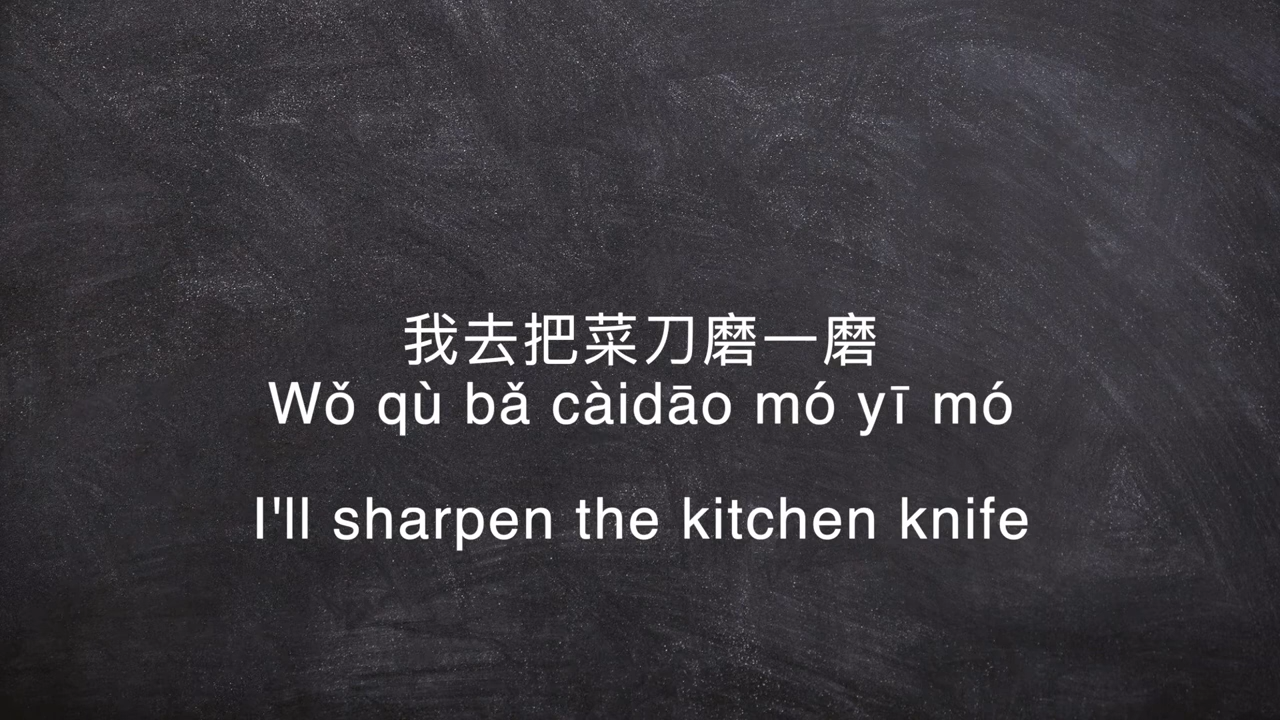 我去把菜刀磨一磨
Wǒ qù bǎ càidāo mó yī mó
I'll sharpen the kitchen knife